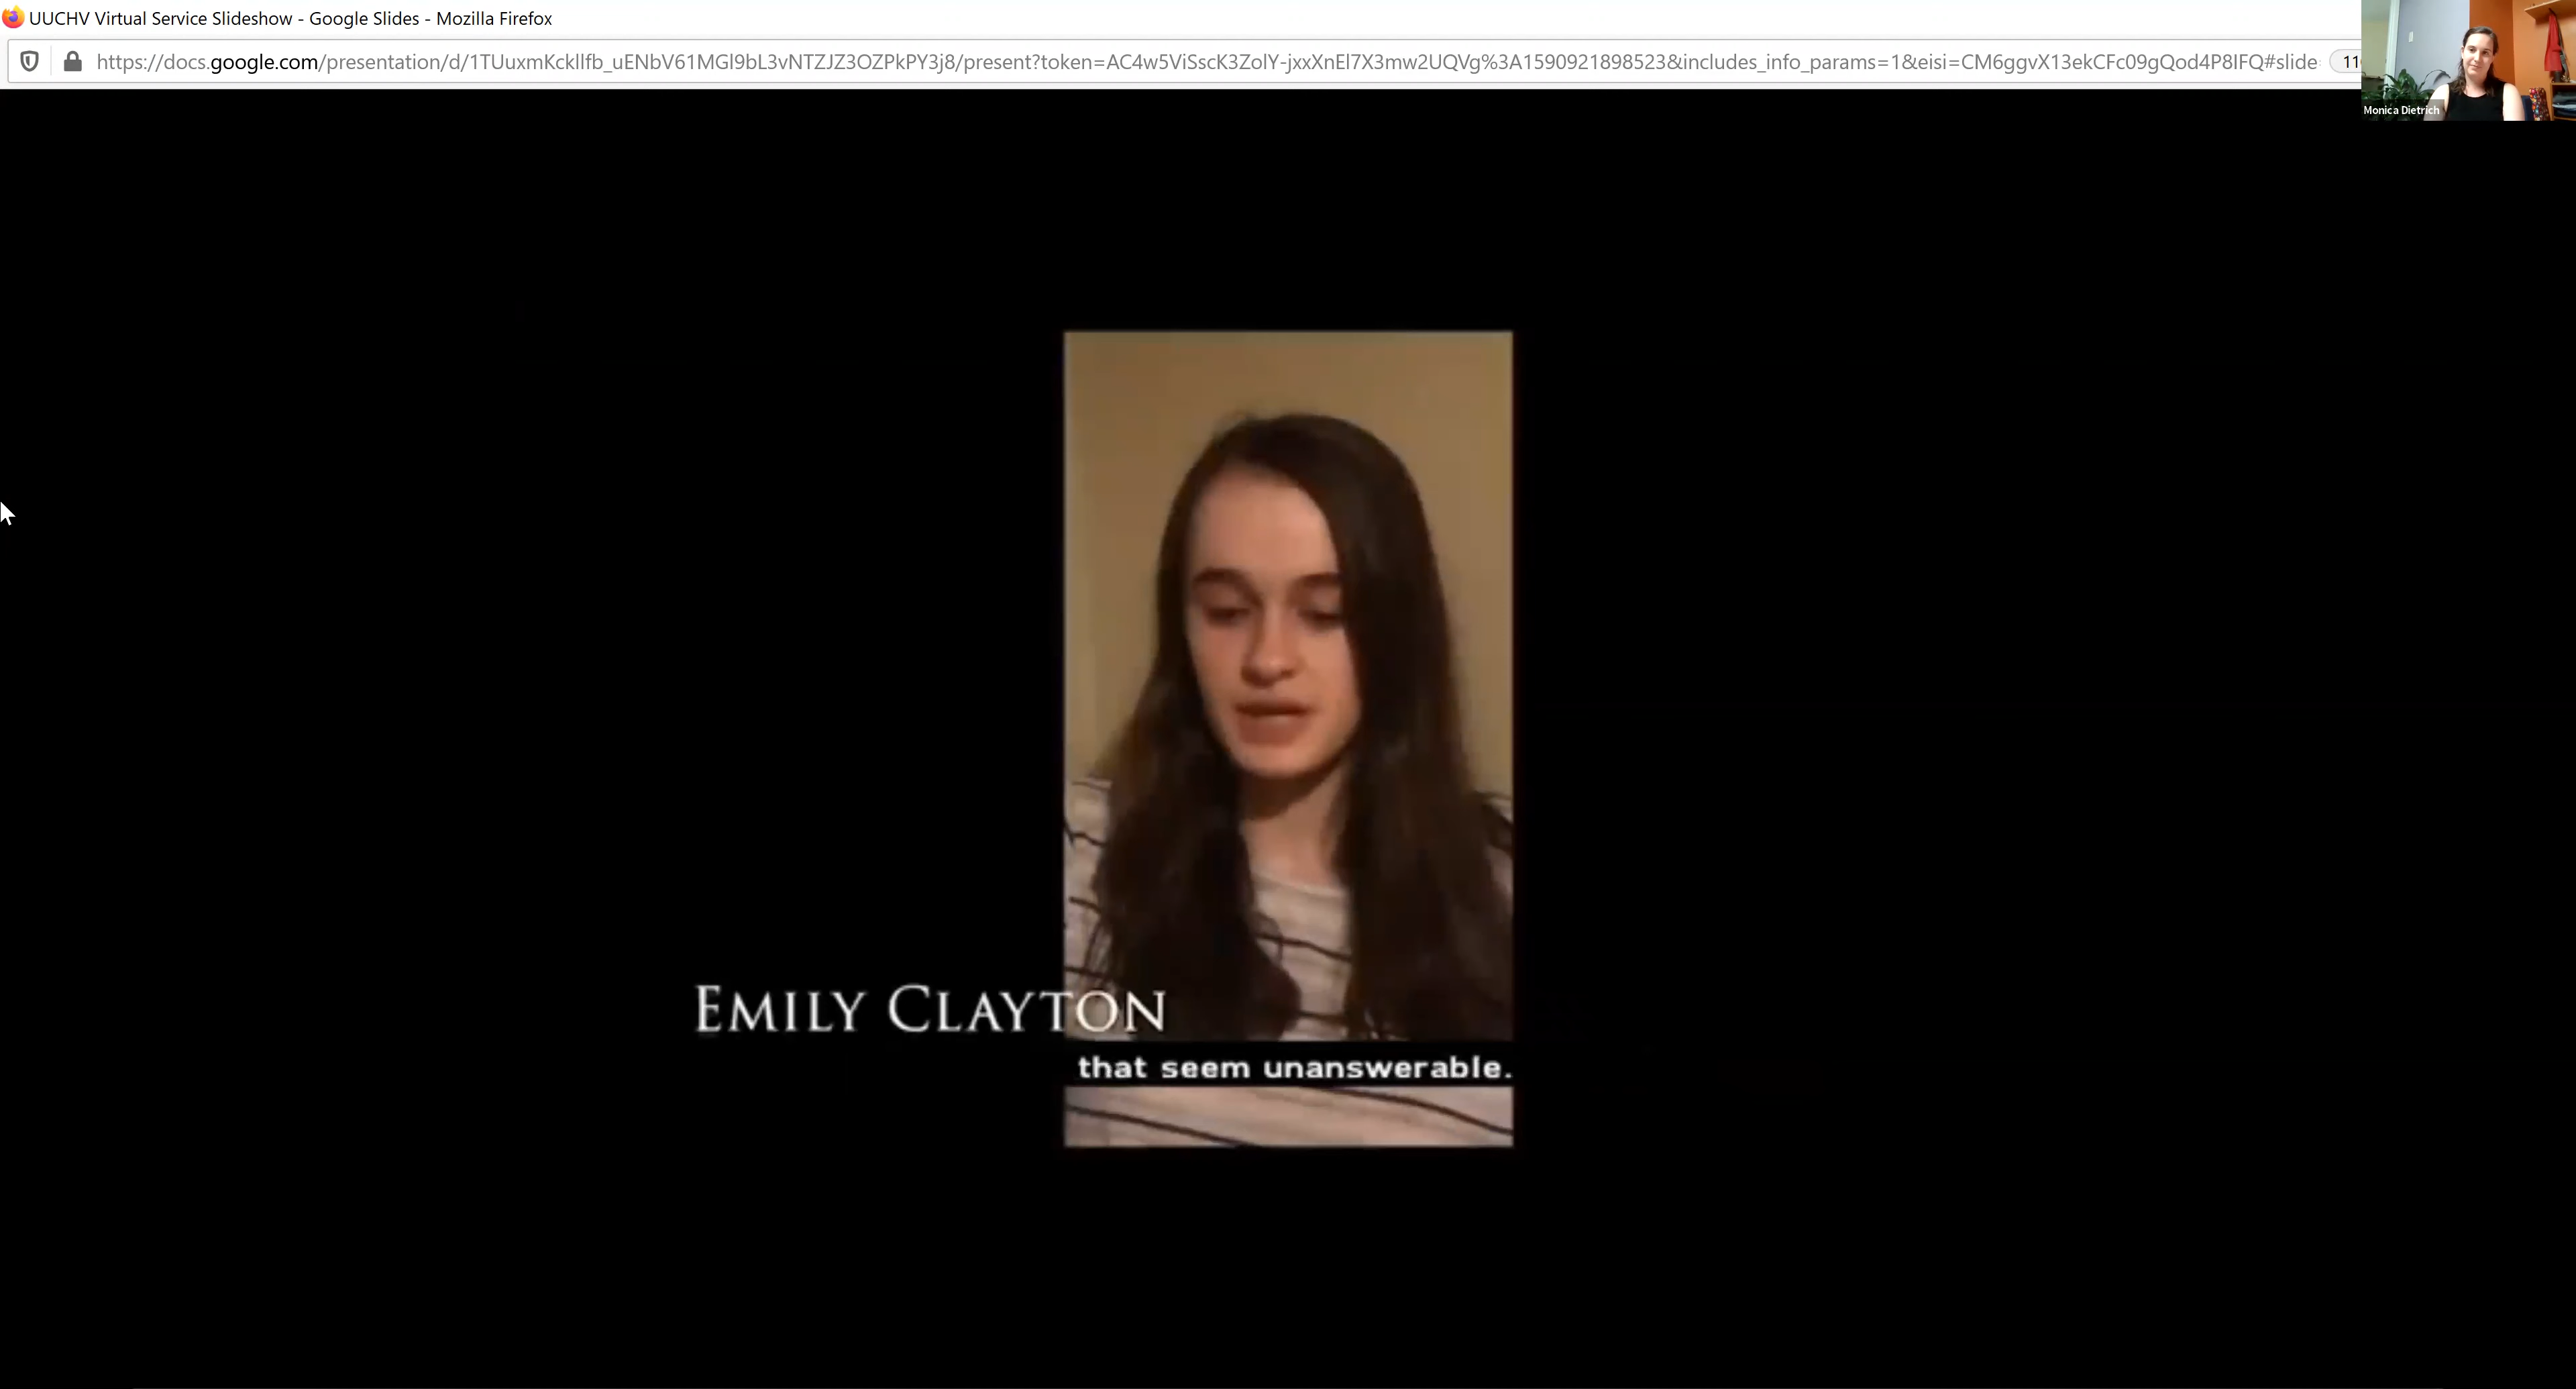 UUCHV Virtual Service Slideshow - Google Slides - Mozilla Firefox
https://docs.google.com/presentation/d/1TUuxmKckllfb_uENbV61MGl9bL3vNTZJZ3OZPkPY3j8/present?token=AC4w5ViSscK3ZolY-jxxXnEl7X3mw2UQVg%3A1590921898523&includes_info_params=1&eisi=CM6ggvX13ekCFc09gQod4P8IFQ#slide
11
Monica Dietrich
EMILY CLAYTON
that seem unanswerable.